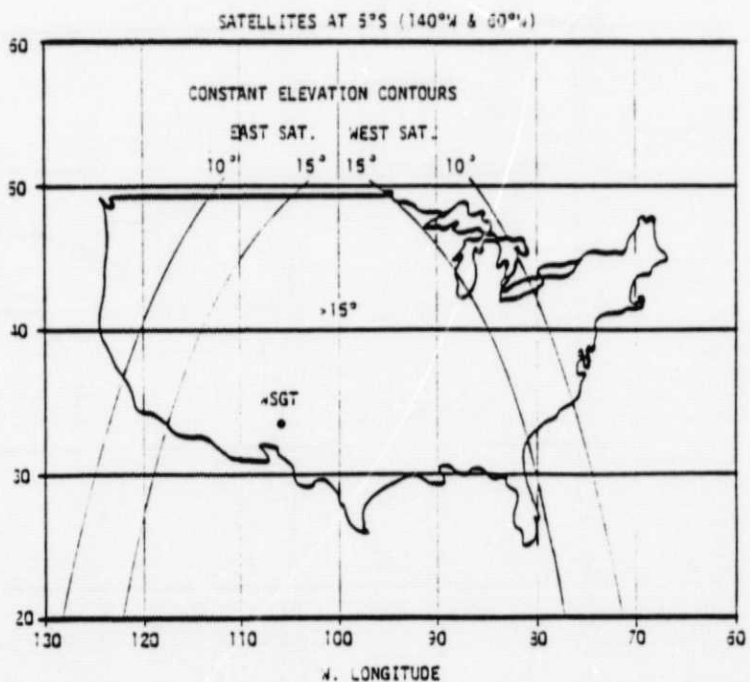 SATELLITES AT 5°S (140°W & 60°W)
60
CONSTANT ELEVATION CONTOURS
EAST SAT. WEST SAT.
10° 15° 15° 10°
50
>15°
40
WSGT
30
20
130 120 110 100 90 80 70 60
W. LONGITUDE